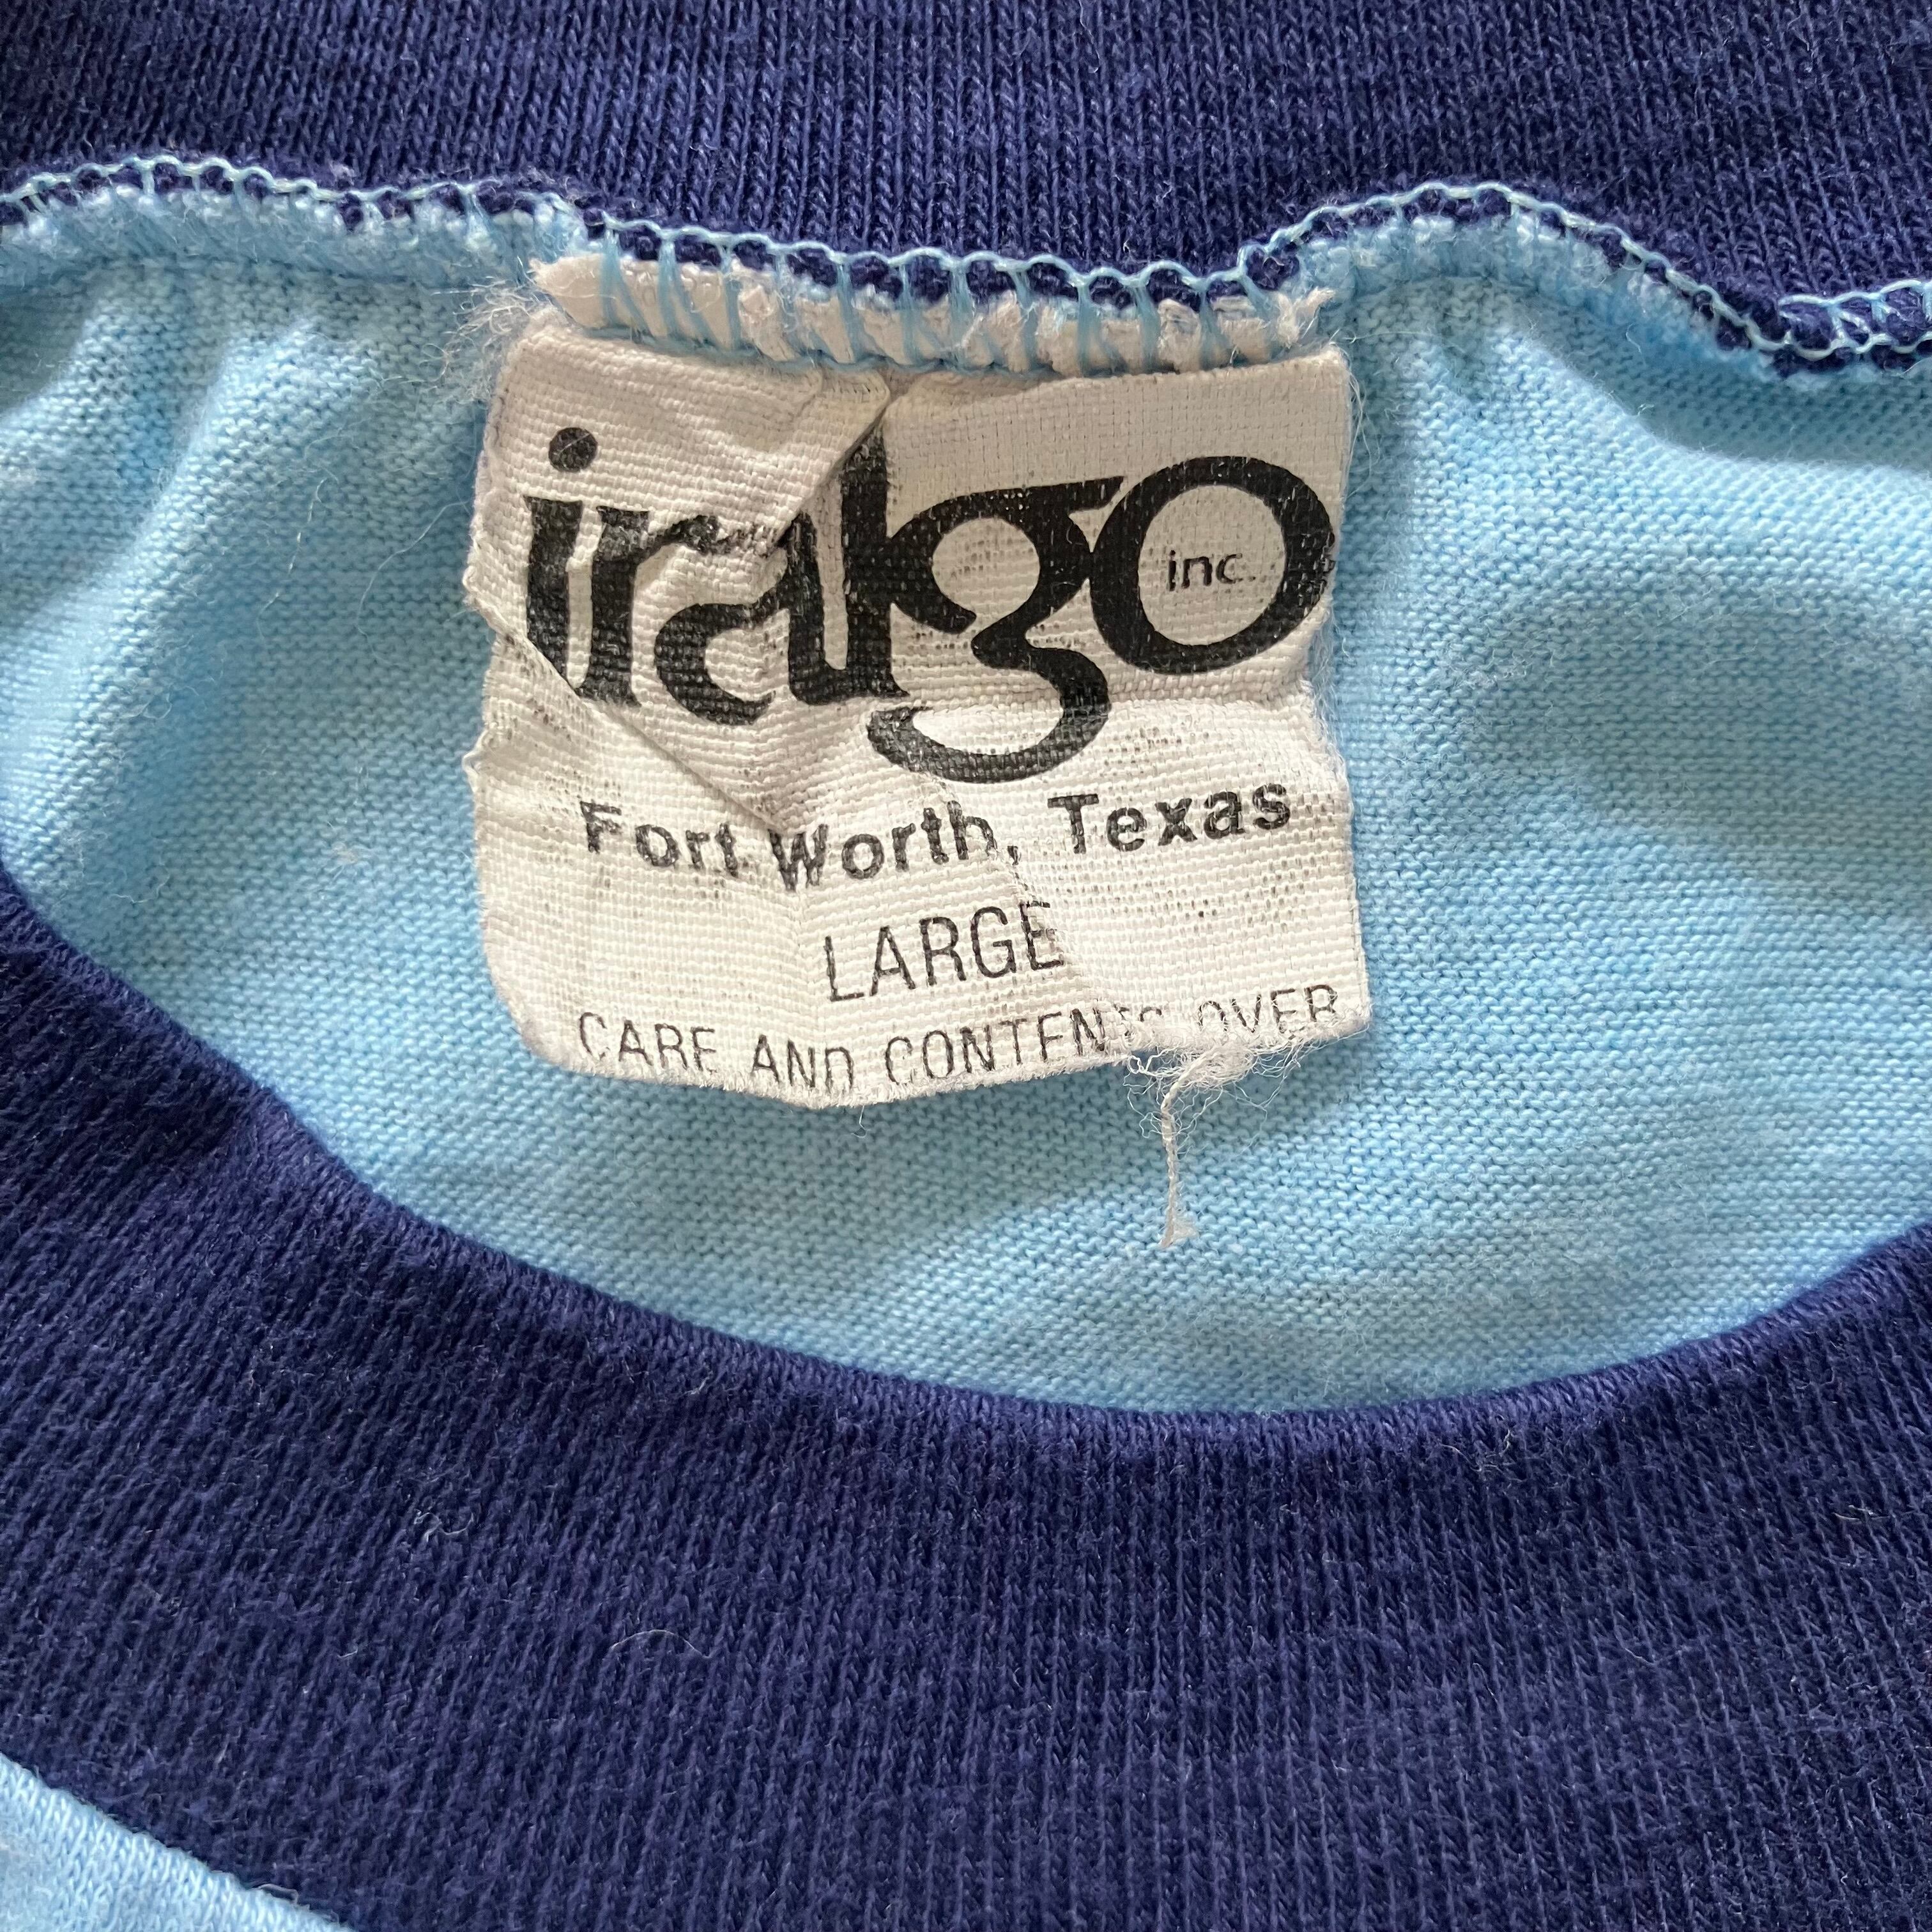 iralgo inc.
Fort Worth, Texas
LARGE
CARE AND CONTENTS OVER